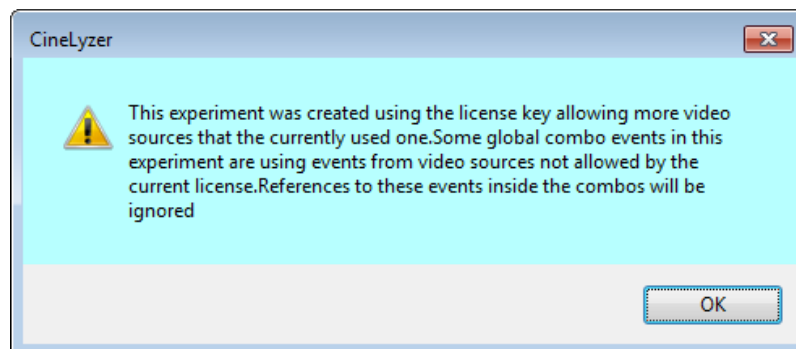 CineLyzer
This experiment was created using the license key allowing more video
sources that the currently used one.Some global combo events in this
experiment are using events from video sources not allowed by the
current license.References to these events inside the combos will be
ignored
OK